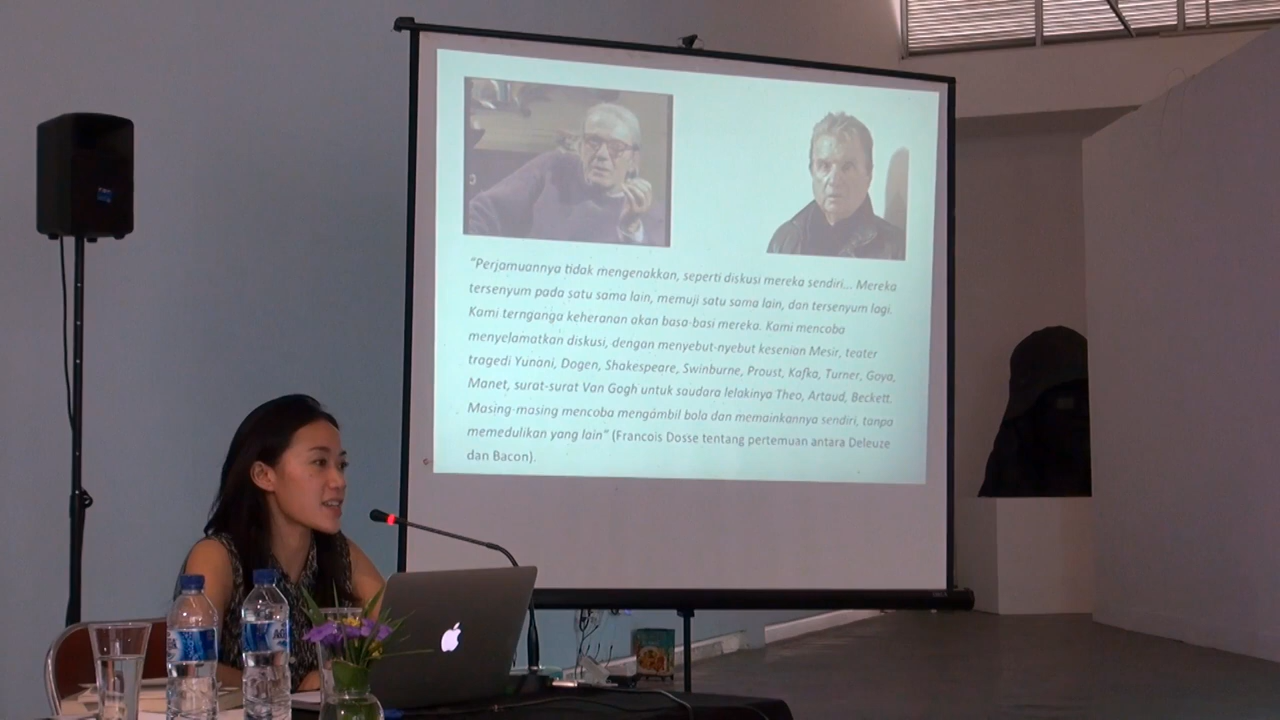 "Perjamuannya tidak mengenakkan, seperti diskusi mereka sendiri... Mereka
tersenyum pada satu sama lain, memuji satu sama lain, dan tersenyum lagi.
Kami ternganga keheranan akan basa-basi mereka. Kami mencoba
menyelamatkan diskusi, dengan menyebut-nyebut kesenian Mesir, teater
tragedi Yunani, Dogen, Shakespeare, Swinburne, Proust, Kafka, Turner, Goya,
Manet, surat-surat Van Gogh untuk saudara lelakinya Theo, Artaud, Beckett.
Masing-masing mencoba mengambil bola dan memainkannya sendiri, tanpa
memedulikan yang lain" (Francois Dosse tentang pertemuan antara Deleuze
dan Bacon).